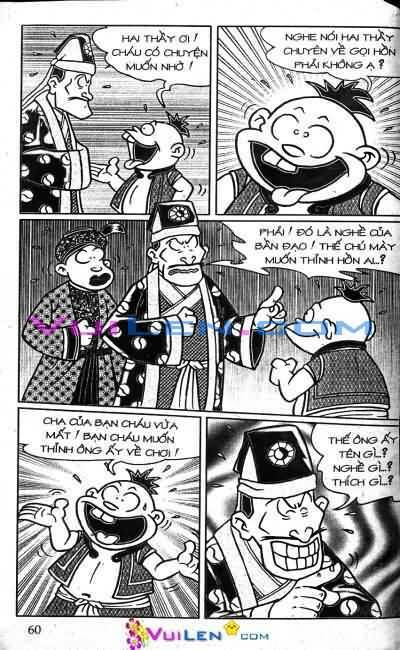 HAI THẦY ƠI !
CHÁU CÓ CHUYỆN
MUỐN NHỜ !
NGHE NÓI HAI THẦY
CHUYÊN VỀ GỌI HỒN
PHẢI KHÔNG Ạ..?
PHẢI ! ĐÓ LÀ NGHỀ CỦA
BẦN ĐẠO ! THẾ CHÚ MÀY
MUỐN THỈNH HỒN AI..?
VUILEN.COM
CHA CỦA BẠN CHÁU VỪA
MẤT ! BẠN CHÁU MUỐN
THỈNH ÔNG ẤY VỀ CHƠI !
THẾ ÔNG ẤY
TÊN GÌ..?
NGHỀ GÌ..?
THÍCH GÌ...?
60
VUILEN.COM